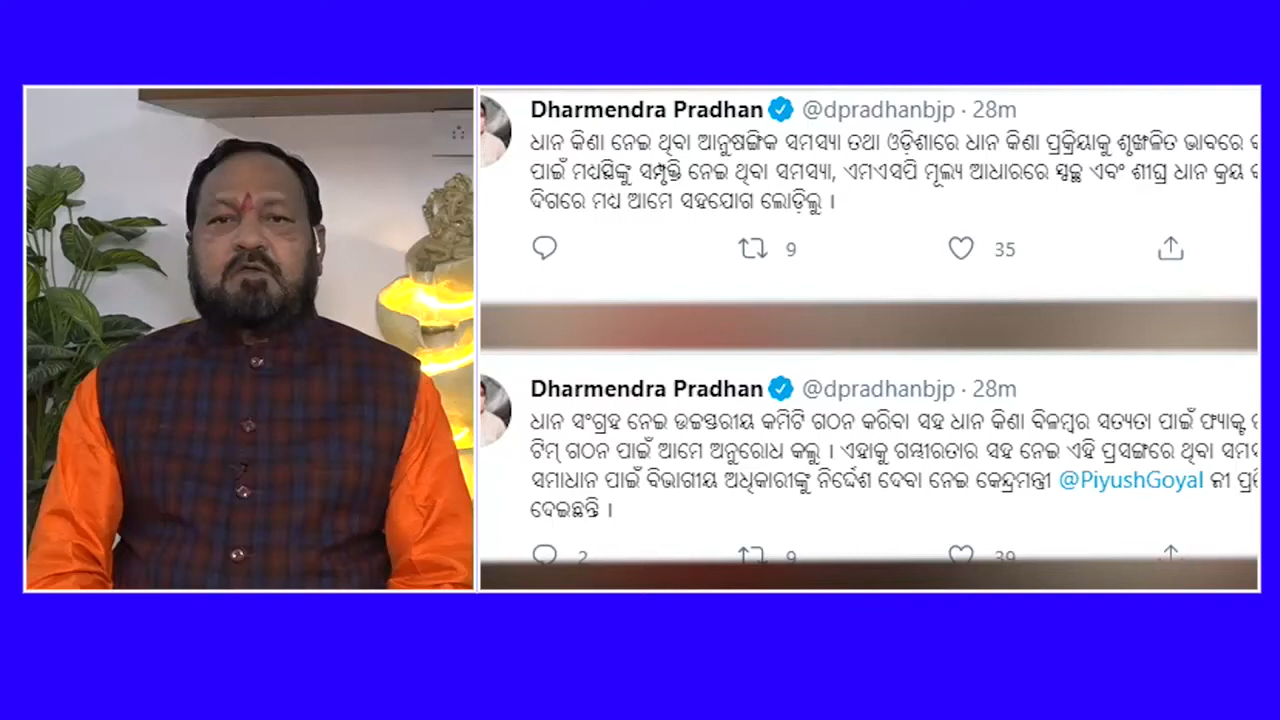 Dharmendra Pradhan @dpradhanbjp · 28m
ଧାନ କିଣା ନେଇ ଥିବା ଆନୁଷଙ୍ଗିକ ସମସ୍ୟା ତଥା ଓଡ଼ିଶାରେ ଧାନ କିଣା ପ୍ରକ୍ରିୟାକୁ ଶୃଙ୍ଖଳିତ ଭାବରେ
ପାଇଁ ମଧ୍ୟସିଙ୍କୁ ସମ୍ପୃକ୍ତି ନେଇ ଥିବା ସମସ୍ୟା, ଏମଏସପି ମୂଲ୍ୟ ଆଧାରରେ ସ୍ୱଚ୍ଛ ଏବଂ ଶୀଘ୍ର ଧାନ କ୍ରୟ
ଦିଗରେ ମଧ୍ୟ ଆମେ ସହଯୋଗ ଲୋଡ଼ିଲୁ ।
9 35
Dharmendra Pradhan @dpradhanbjp · 28m
ଧାନ ସଂଗ୍ରହ ନେଇ ଉଚ୍ଚସ୍ତରୀୟ କମିଟି ଗଠନ କରିବା ସହ ଧାନ କିଣା ବିଳମ୍ବର ସତ୍ୟତା ପାଇଁ ଫ୍ୟାକ୍ଟ
ଟିମ୍ ଗଠନ ପାଇଁ ଆମେ ଅନୁରୋଧ କଲୁ । ଏହାକୁ ଗମ୍ଭୀରତାର ସହ ନେଇ ଏହି ପ୍ରସଙ୍ଗରେ ଥିବା
ସମାଧାନ ପାଇଁ ବିଭାଗୀୟ ଅଧିକାରୀଙ୍କୁ ନିର୍ଦ୍ଦେଶ ଦେବା ନେଇ କେନ୍ଦ୍ରମନ୍ତ୍ରୀ @PiyushGoyal ଜୀ
ଦେଇଛନ୍ତି ।
2 9 39